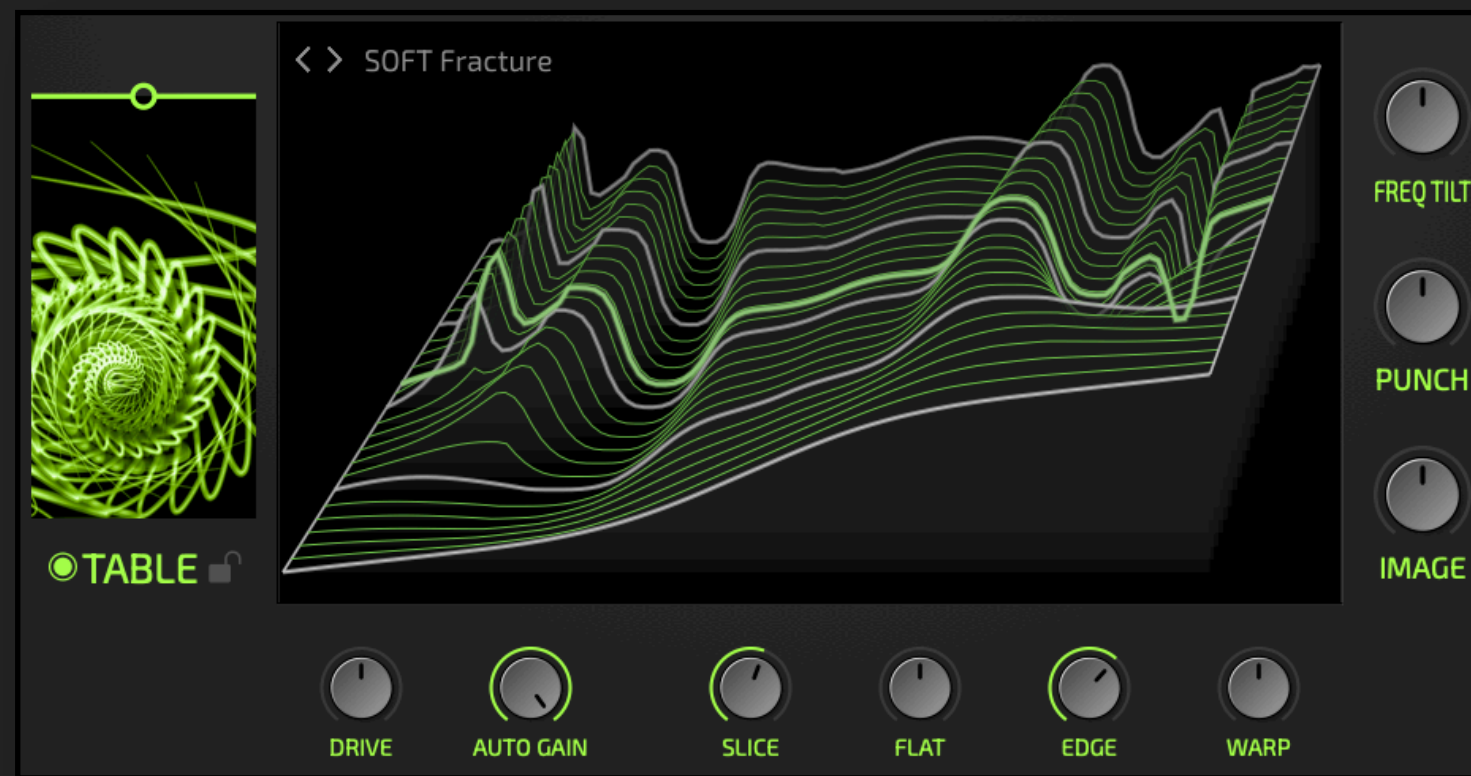 SOFT Fracture
FREQ TILT
PUNCH
TABLE
IMAGE
DRIVE
AUTO GAIN
SLICE
FLAT
EDGE
WARP